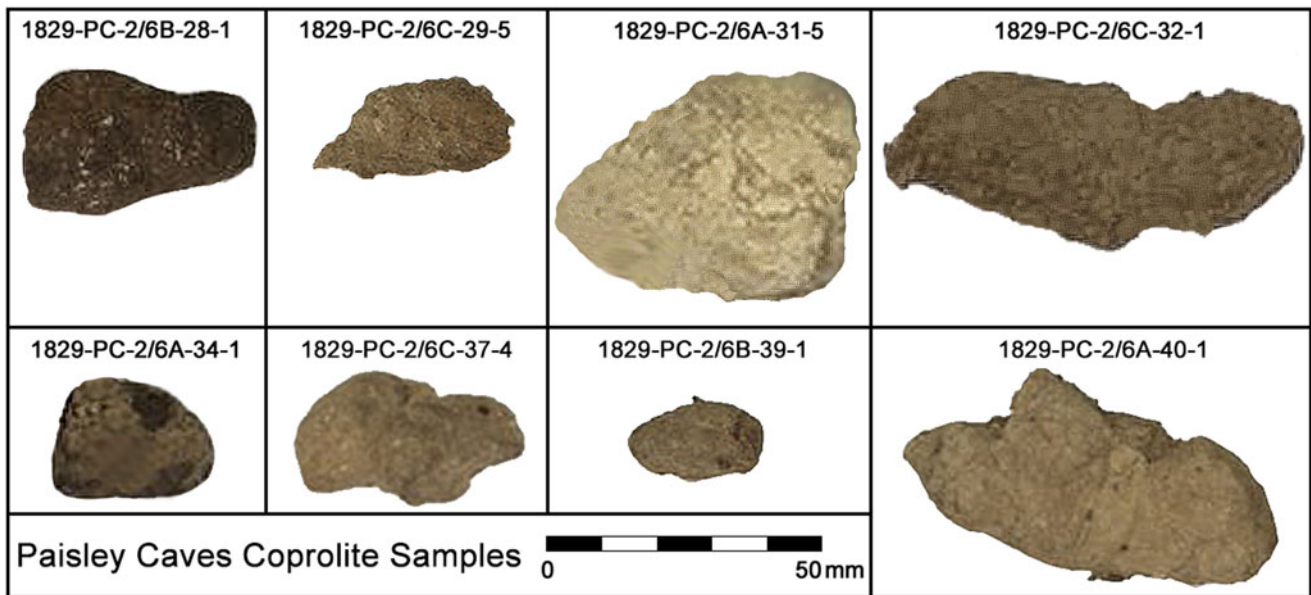 1829-PC-2/6B-28-1
1829-PC-2/6C-29-5
1829-PC-2/6A-31-5
1829-PC-2/6C-32-1
1829-PC-2/6A-34-1
1829-PC-2/6C-37-4
1829-PC-2/6B-39-1
1829-PC-2/6A-40-1
Paisley Caves Coprolite Samples
0 50 mm